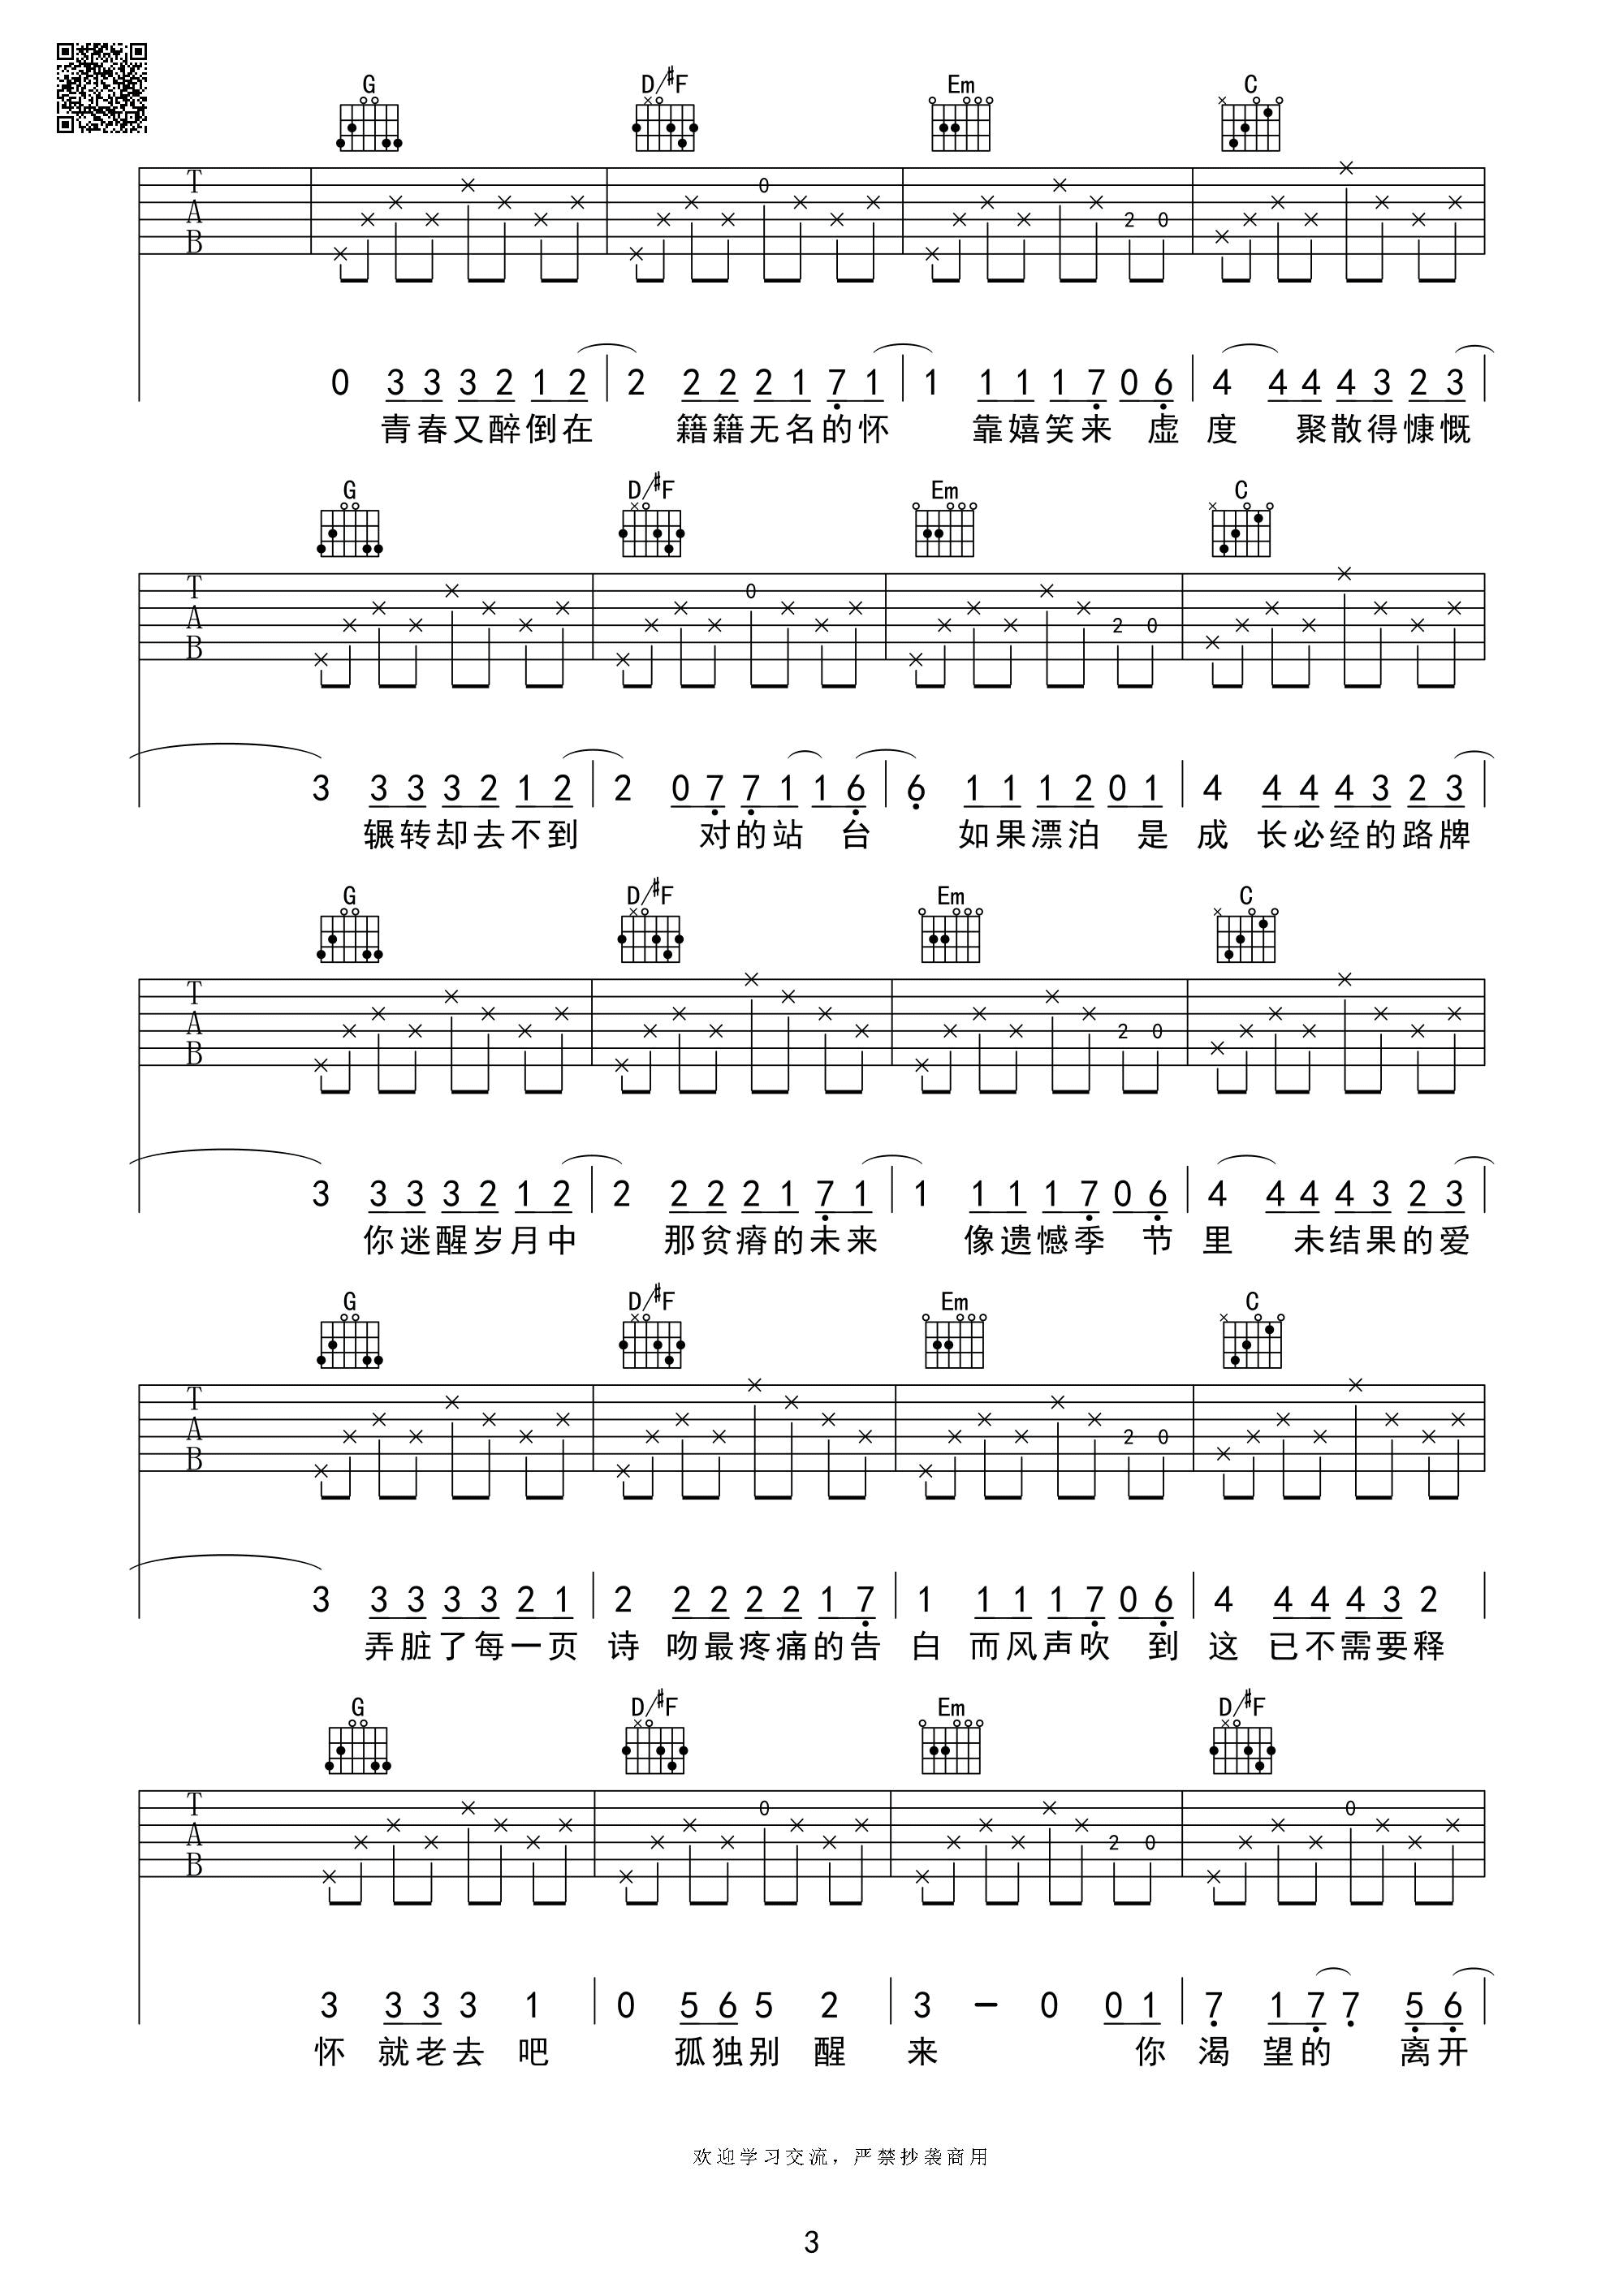 G D/#F Em C
T A B × × × × × × × × × × × × 0 × × × × × × × × × 2 0 × × × × × × × ×
0 3 3 3 2 1 2 2 2 2 2 1 7 1 1 1 1 1 7 0 6 4 4 4 4 3 2 3
青春又醉倒在 籍籍无名的怀 靠嬉笑来 虚 度 聚散得慷慨
G D/#F Em C
T A B × × × × × × × × × × × × 0 × × × × × × × × × 2 0 × × × × × × × ×
3 3 3 3 2 1 2 2 0 7 7 1 1 6 6 1 1 1 2 0 1 4 4 4 4 3 2 3
辗转却去不到 对的站 台 如果漂泊 是 成 长必经的路牌
G D/#F Em C
T A B × × × × × × × × × × × × × × × × × × × × × × 2 0 × × × × × × × ×
3 3 3 3 2 1 2 2 2 2 2 1 7 1 1 1 1 1 7 0 6 4 4 4 4 3 2 3
你迷醒岁月中 那贫瘠的未来 像遗憾季 节 里 未结果的爱
G D/#F Em C
T A B × × × × × × × × × × × × × × × × × × × × × × 2 0 × × × × × × × ×
3 3 3 3 3 2 1 2 2 2 2 2 1 7 1 1 1 1 7 0 6 4 4 4 4 3 2
弄脏了每一页 诗 吻最疼痛的告 白 而风声吹 到 这 已不需要释
G D/#F Em D/#F
T A B × × × × × × × × × × × × 0 × × × × × × × × × 2 0 × × × × 0 × × ×
3 3 3 3 1 0 5 6 5 2 3 – 0 0 1 7 1 7 7 5 6
怀 就老去 吧 孤独别 醒 来 你 渴 望的 离开
欢迎学习交流，严禁抄袭商用
3